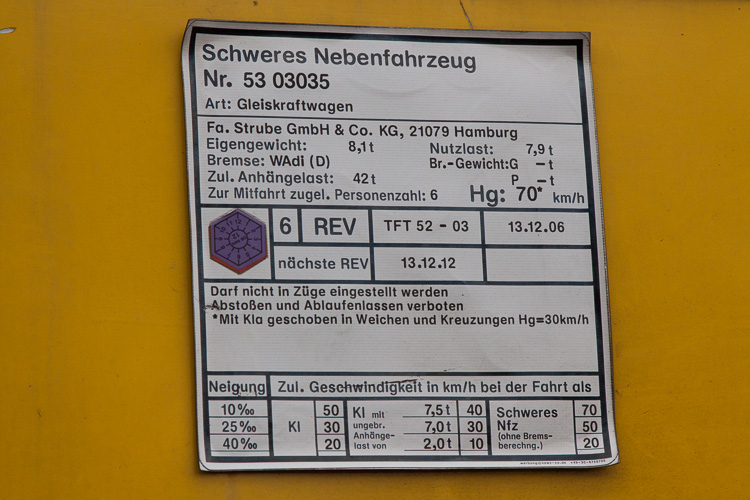 Schweres Nebenfahrzeug
Nr. 53 03035
Art: Gleiskraftwagen
Fa. Strube GmbH & Co. KG, 21079 Hamburg
Eigengewicht: 8,1 t Nutzlast: 7,9 t
Bremse: WAdi (D) Br.-Gewicht: G - t
Zul. Anhängelast: 42 t P - t
Zur Mitfahrt zugel. Personenzahl: 6 Hg: 70* km/h
6 REV TFT 52 - 03 13.12.06
nächste REV 13.12.12
Darf nicht in Züge eingestellt werden
Abstoßen und Ablaufenlassen verboten
*Mit Kla geschoben in Weichen und Kreuzungen Hg=30km/h
Neigung Zul. Geschwindigkeit in km/h bei der Fahrt als
10‰ Kl 50 Kl mit 7,5 t 40 Schweres 70
25‰ 30 ungebr. 7,0 t 30 Nfz 50
Anhänge- (ohne Brems-
40‰ 20 last von 2,0 t 10 berechng.) 20